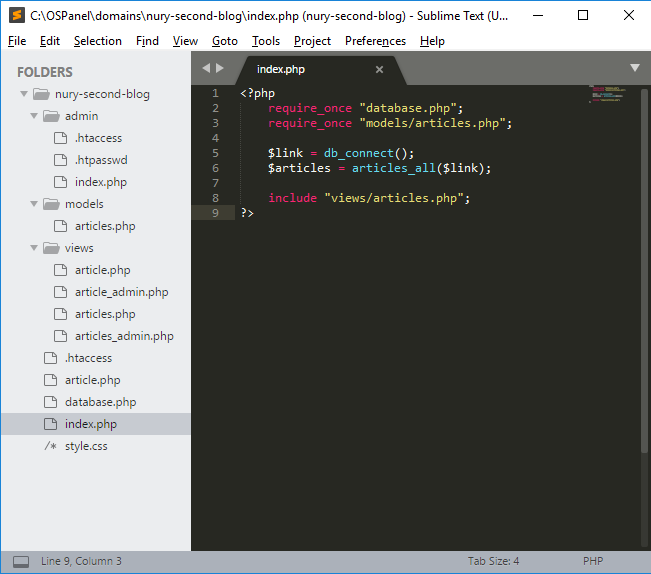 C:\OSPanel\domains\nury-second-blog\index.php (nury-second-blog) - Sublime Text (U...
File Edit Selection Find View Goto Tools Project Preferences Help
FOLDERS
nury-second-blog
admin
.htaccess
.htpasswd
index.php
models
articles.php
views
article.php
article_admin.php
articles.php
articles_admin.php
.htaccess
article.php
database.php
index.php
/* style.css
index.php
1 <?php
2 require_once "database.php";
3 require_once "models/articles.php";
4
5 $link = db_connect();
6 $articles = articles_all($link);
7
8 include "views/articles.php";
9 ?>
Line 9, Column 3 Tab Size: 4 PHP